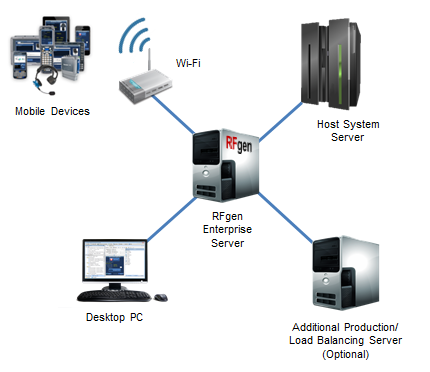 Wi-Fi
Mobile Devices
Host System
Server
RFgen
RFgen
Enterprise
Server
Desktop PC
Additional Production/
Load Balancing Server
(Optional)